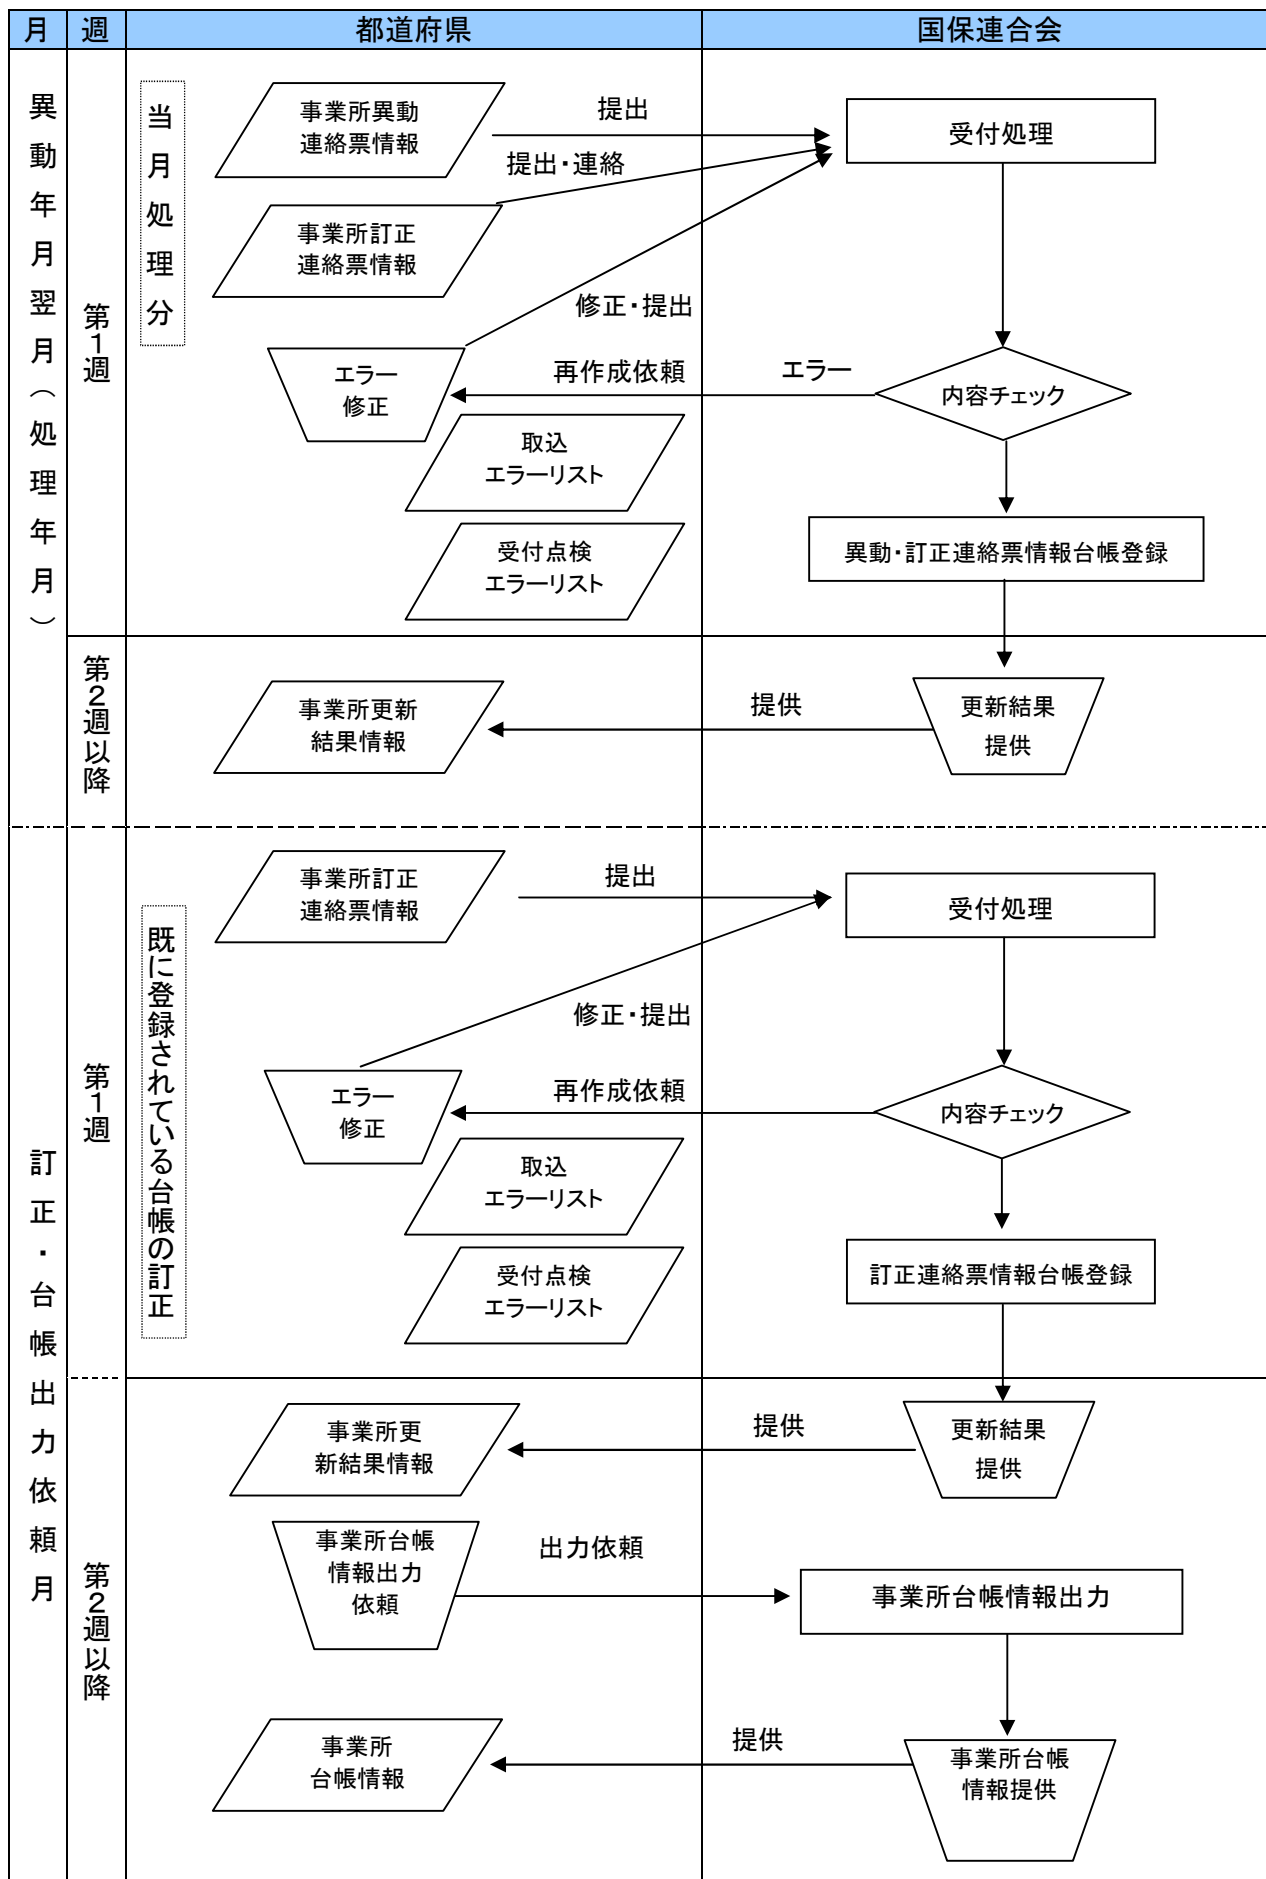 月
週
都道府県
国保連合会
異動年月翌月（処理年月）
第1週
当月処理分
事業所異動
連絡票情報
提出
受付処理
提出・連絡
事業所訂正
連絡票情報
修正・提出
エラー
修正
再作成依頼
エラー
内容チェック
取込
エラーリスト
受付点検
エラーリスト
異動・訂正連絡票情報台帳登録
第2週以降
事業所更新
結果情報
提供
更新結果
提供
訂正・台帳出力依頼月
第1週
既に登録されている台帳の訂正
事業所訂正
連絡票情報
提出
受付処理
修正・提出
エラー
修正
再作成依頼
内容チェック
取込
エラーリスト
受付点検
エラーリスト
訂正連絡票情報台帳登録
第2週以降
事業所更
新結果情報
提供
更新結果
提供
事業所台帳
情報出力
依頼
出力依頼
事業所台帳情報出力
事業所
台帳情報
提供
事業所台帳
情報提供